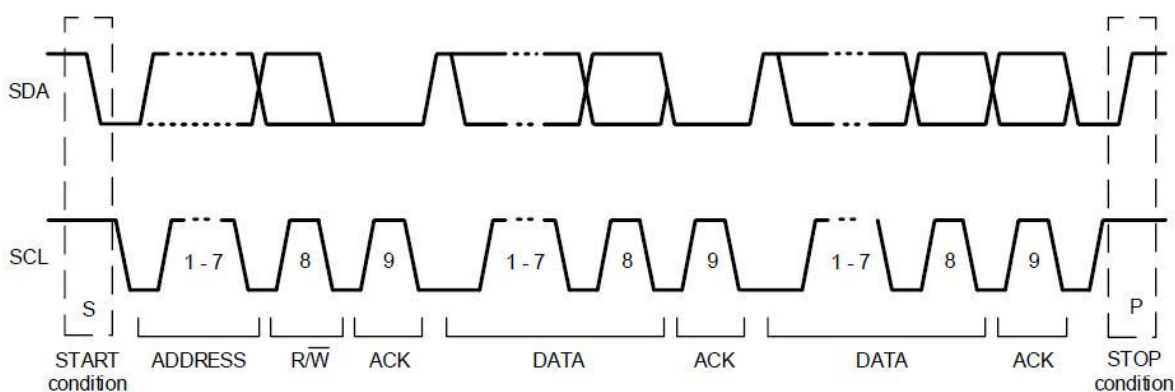 SDA
SCL
1 - 7
8
9
1 - 7
8
9
1 - 7
8
9
S
P
START
condition
ADDRESS
R/W̅
ACK
DATA
ACK
DATA
ACK
STOP
condition